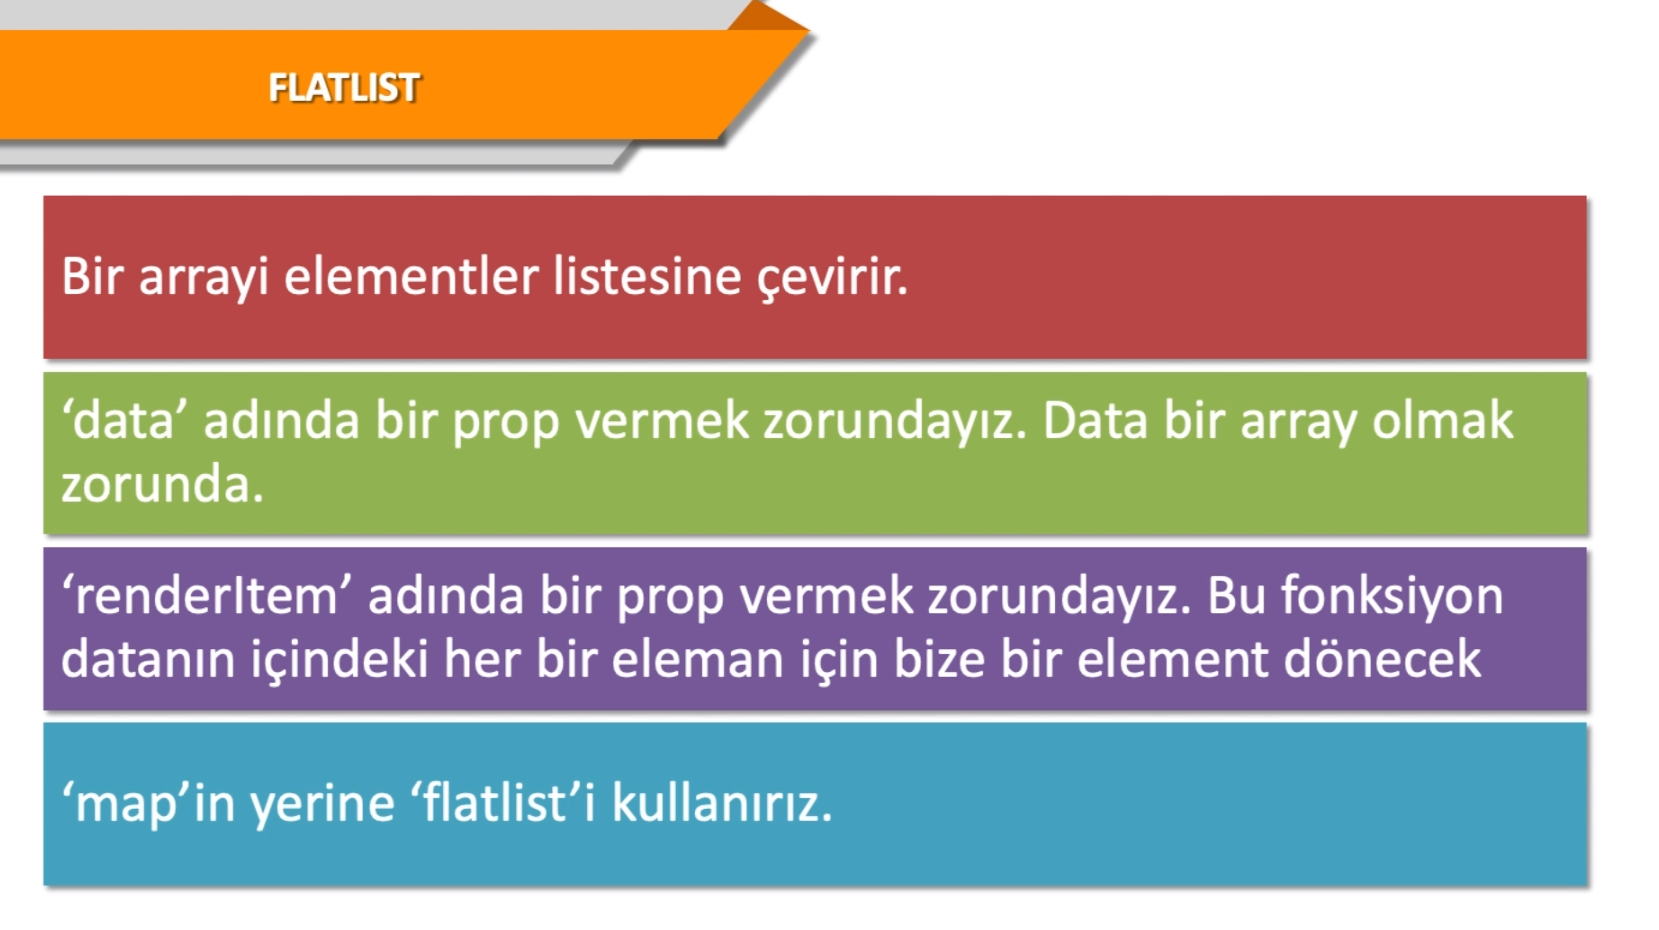 FLATLIST
Bir arrayi elementler listesine çevirir.
‘data’ adında bir prop vermek zorundayız. Data bir array olmak
zorunda.
‘renderItem’ adında bir prop vermek zorundayız. Bu fonksiyon
datanın içindeki her bir eleman için bize bir element dönecek
‘map’in yerine ‘flatlist’i kullanırız.